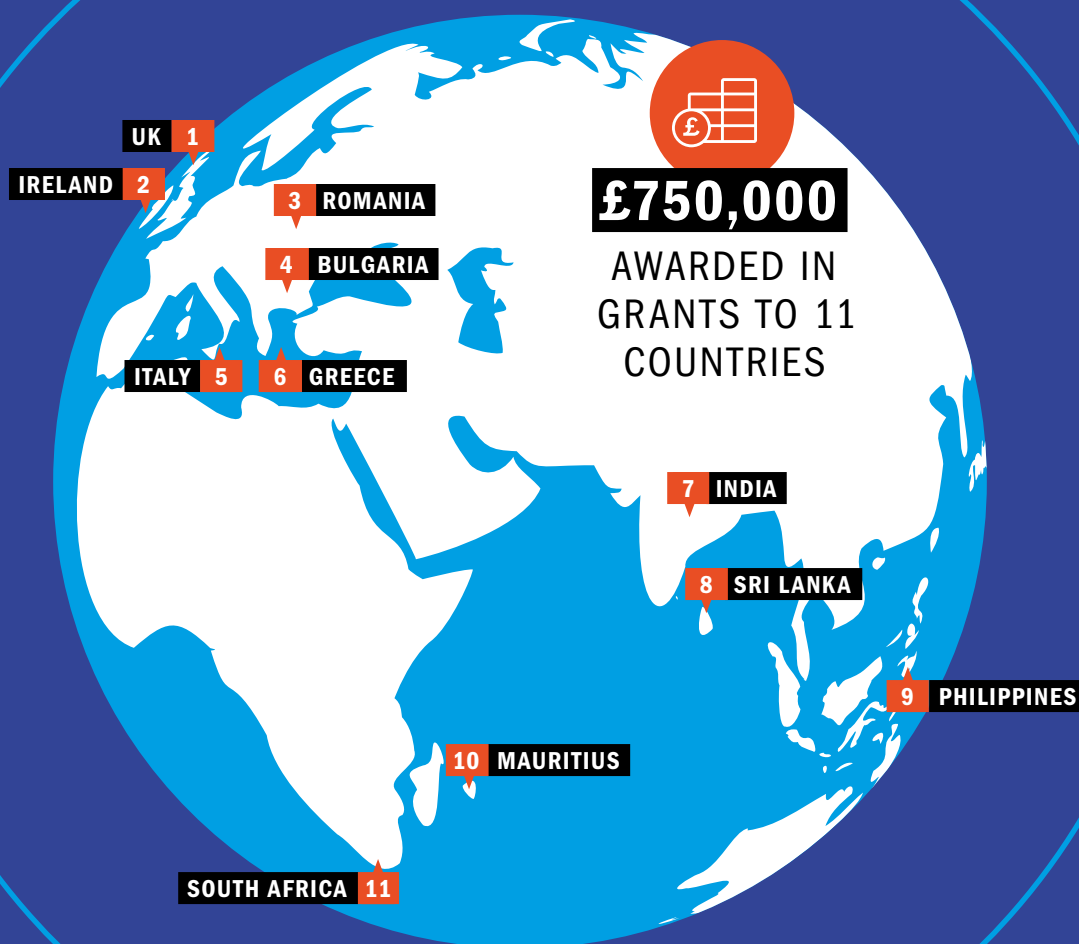 UK 1
IRELAND 2
3 ROMANIA
4 BULGARIA
ITALY 5
6 GREECE
£
£750,000
AWARDED IN
GRANTS TO 11
COUNTRIES
7 INDIA
8 SRI LANKA
9 PHILIPPINES
10 MAURITIUS
SOUTH AFRICA 11